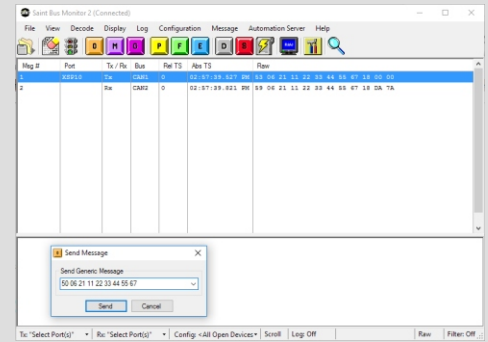 Saint Bus Monitor 2 (Connected)
File View Decode Display Log Configuration Message Automation Server Help
D H D P F E D B
Msg # Port Tx / Rx Bus Rel TS Abs TS Raw
1 Tx CAN1 0 02:57:39.527 PM 53 06 21 11 22 33 44 55 67 18 00 00
2 Rx CAN2 0 02:57:39.821 PM 59 06 21 11 22 33 44 55 67 18 DA 7A
Send Message
Send Generic Message
50 06 21 11 22 33 44 55 67
Send Cancel
Tx: "Select Port(s)" Rx: "Select Port(s)" Config: <All Open Devices Scroll Log: Off Raw Filter: Off